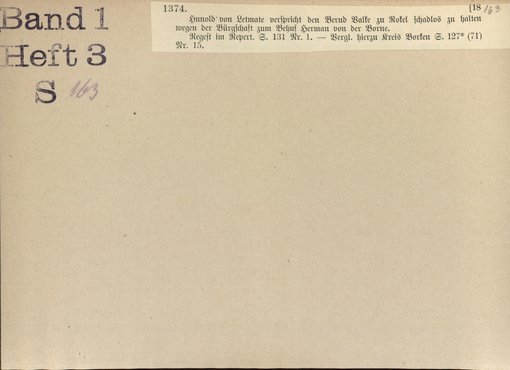 Band 1
Heft 3
S 163
1374. [18 163
Hunold von Letmate verspricht den Bernd Valke zu Rokel schadlos zu halten
wegen der Bürgschaft zum Behuf Herman von der Borne.
Regest im Repert. S. 131 Nr. 1. — Vergl. hierzu Kreis Borken S. 127* (71)
Nr. 15.